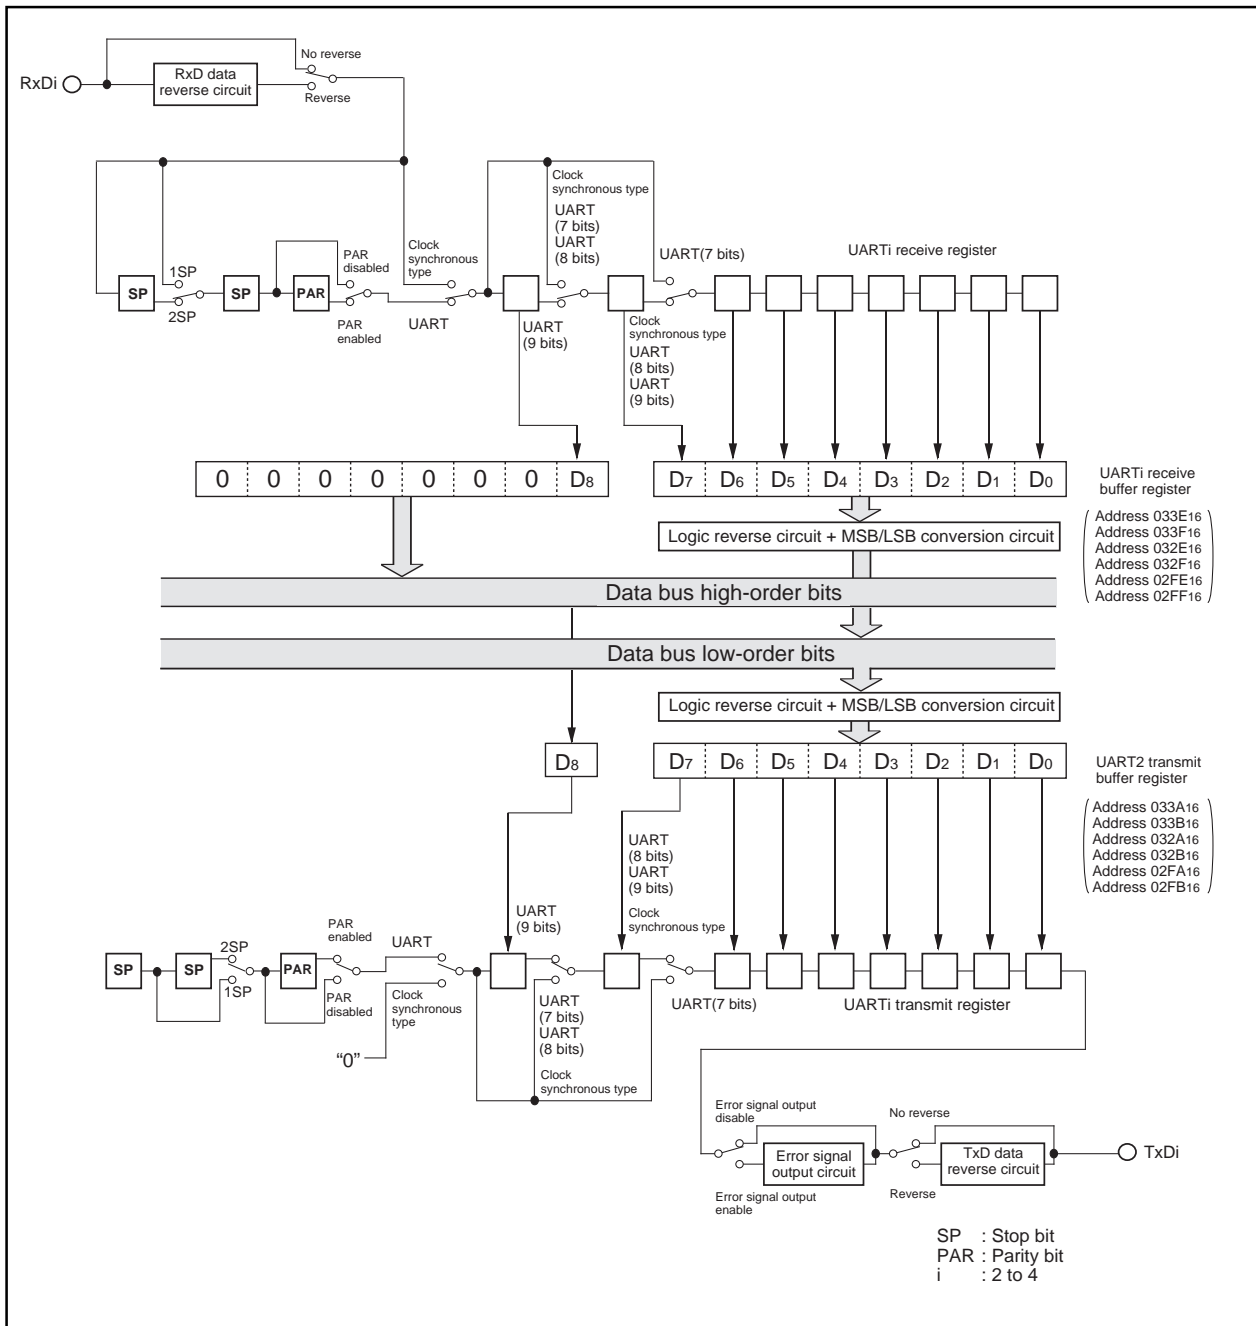 No reverse
RxDi
RxD data
reverse circuit
Reverse
Clock
synchronous type
UART
(7 bits)
UART
(8 bits)
UART(7 bits)
UARTi receive register
PAR
disabled
Clock
synchronous
type
1SP
SP
SP
PAR
2SP
PAR
enabled
UART
UART
(9 bits)
Clock
synchronous type
UART
(8 bits)
UART
(9 bits)
0 0 0 0 0 0 0 D8
D7 D6 D5 D4 D3 D2 D1 D0
UARTi receive
buffer register
Logic reverse circuit + MSB/LSB conversion circuit
Address 033E16
Address 033F16
Address 032E16
Address 032F16
Address 02FE16
Address 02FF16
Data bus high-order bits
Data bus low-order bits
Logic reverse circuit + MSB/LSB conversion circuit
D8
D7 D6 D5 D4 D3 D2 D1 D0
UART2 transmit
buffer register
Address 033A16
Address 033B16
Address 032A16
Address 032B16
Address 02FA16
Address 02FB16
UART
(8 bits)
UART
(9 bits)
Clock
synchronous type
UART
(9 bits)
PAR
enabled
UART
2SP
SP
SP
PAR
1SP
PAR
disabled
Clock
synchronous
type
"0"
UART
(7 bits)
UART
(8 bits)
Clock
synchronous type
UART(7 bits)
UARTi transmit register
Error signal output
disable
No reverse
Error signal
output circuit
TxD data
reverse circuit
TxDi
Error signal output
enable
Reverse
SP : Stop bit
PAR : Parity bit
i : 2 to 4